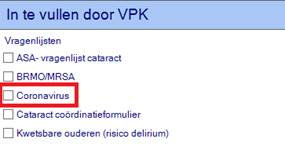 In te vullen door VPK
Vragenlijsten
ASA- vragenlijst cataract
BRMO/MRSA
Coronavirus
Cataract coördinatieformulier
Kwetsbare ouderen (risico delirium)